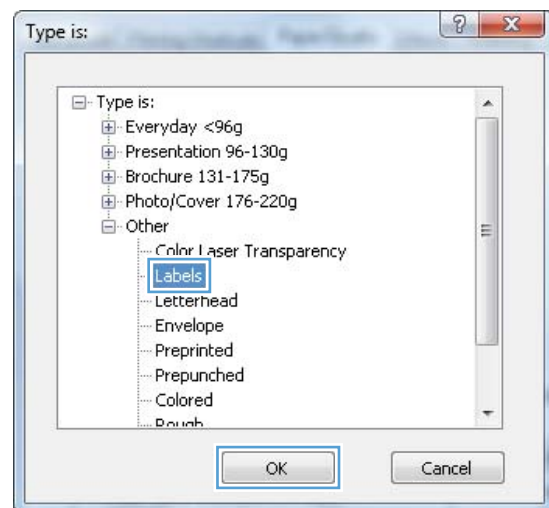 Type is:
Type is:
Everyday <96g
Presentation 96-130g
Brochure 131-175g
Photo/Cover 176-220g
Other
Color Laser Transparency
Labels
Letterhead
Envelope
Preprinted
Prepunched
Colored
Rough
OK Cancel